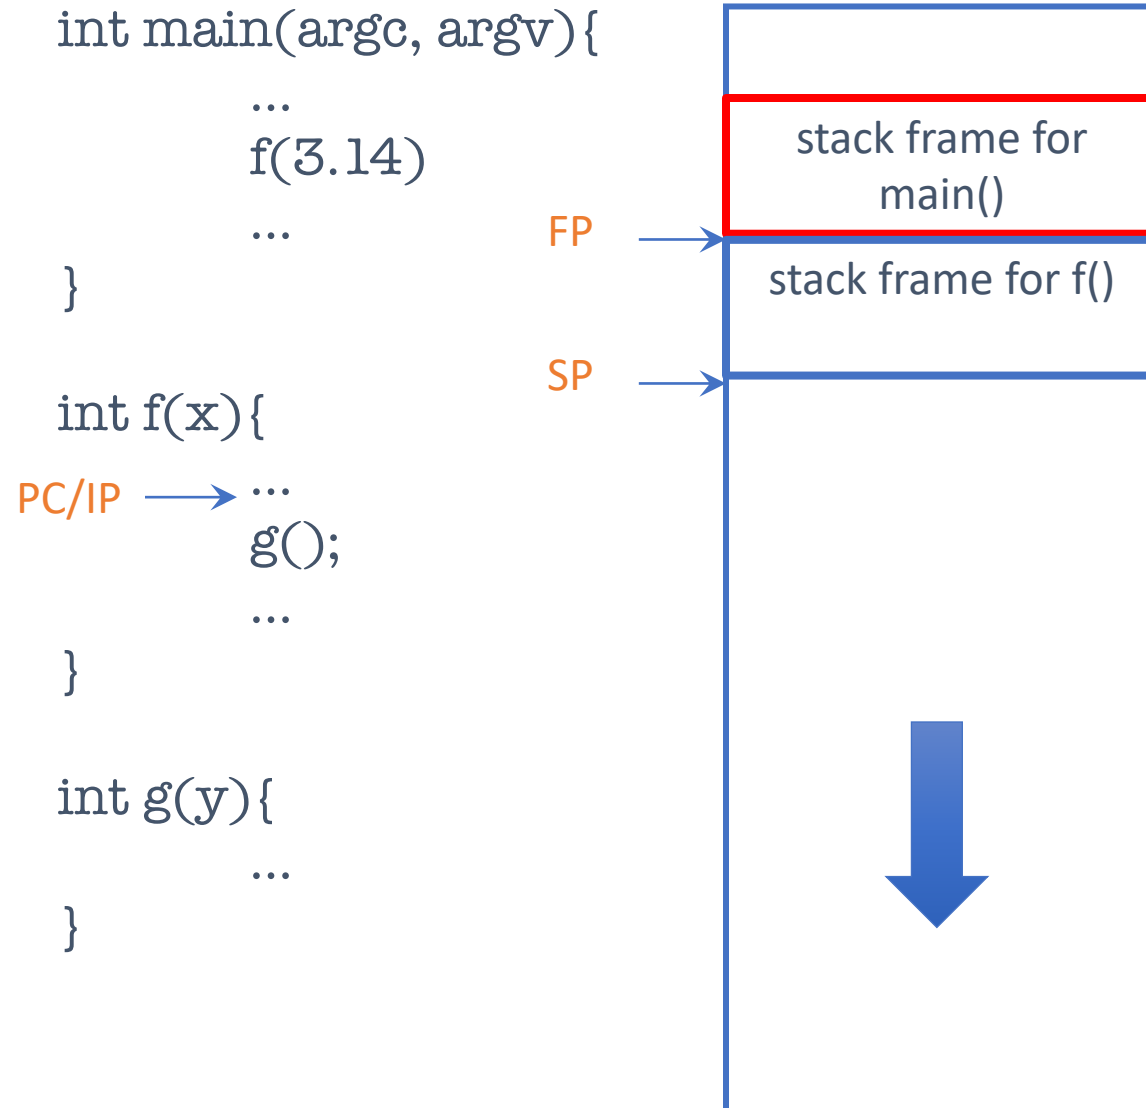 int main(argc, argv){
...
f(3.14)
...
}
int f(x){
PC/IP
...
g();
...
}
int g(y){
...
}
FP
SP
stack frame for
main()
stack frame for f()